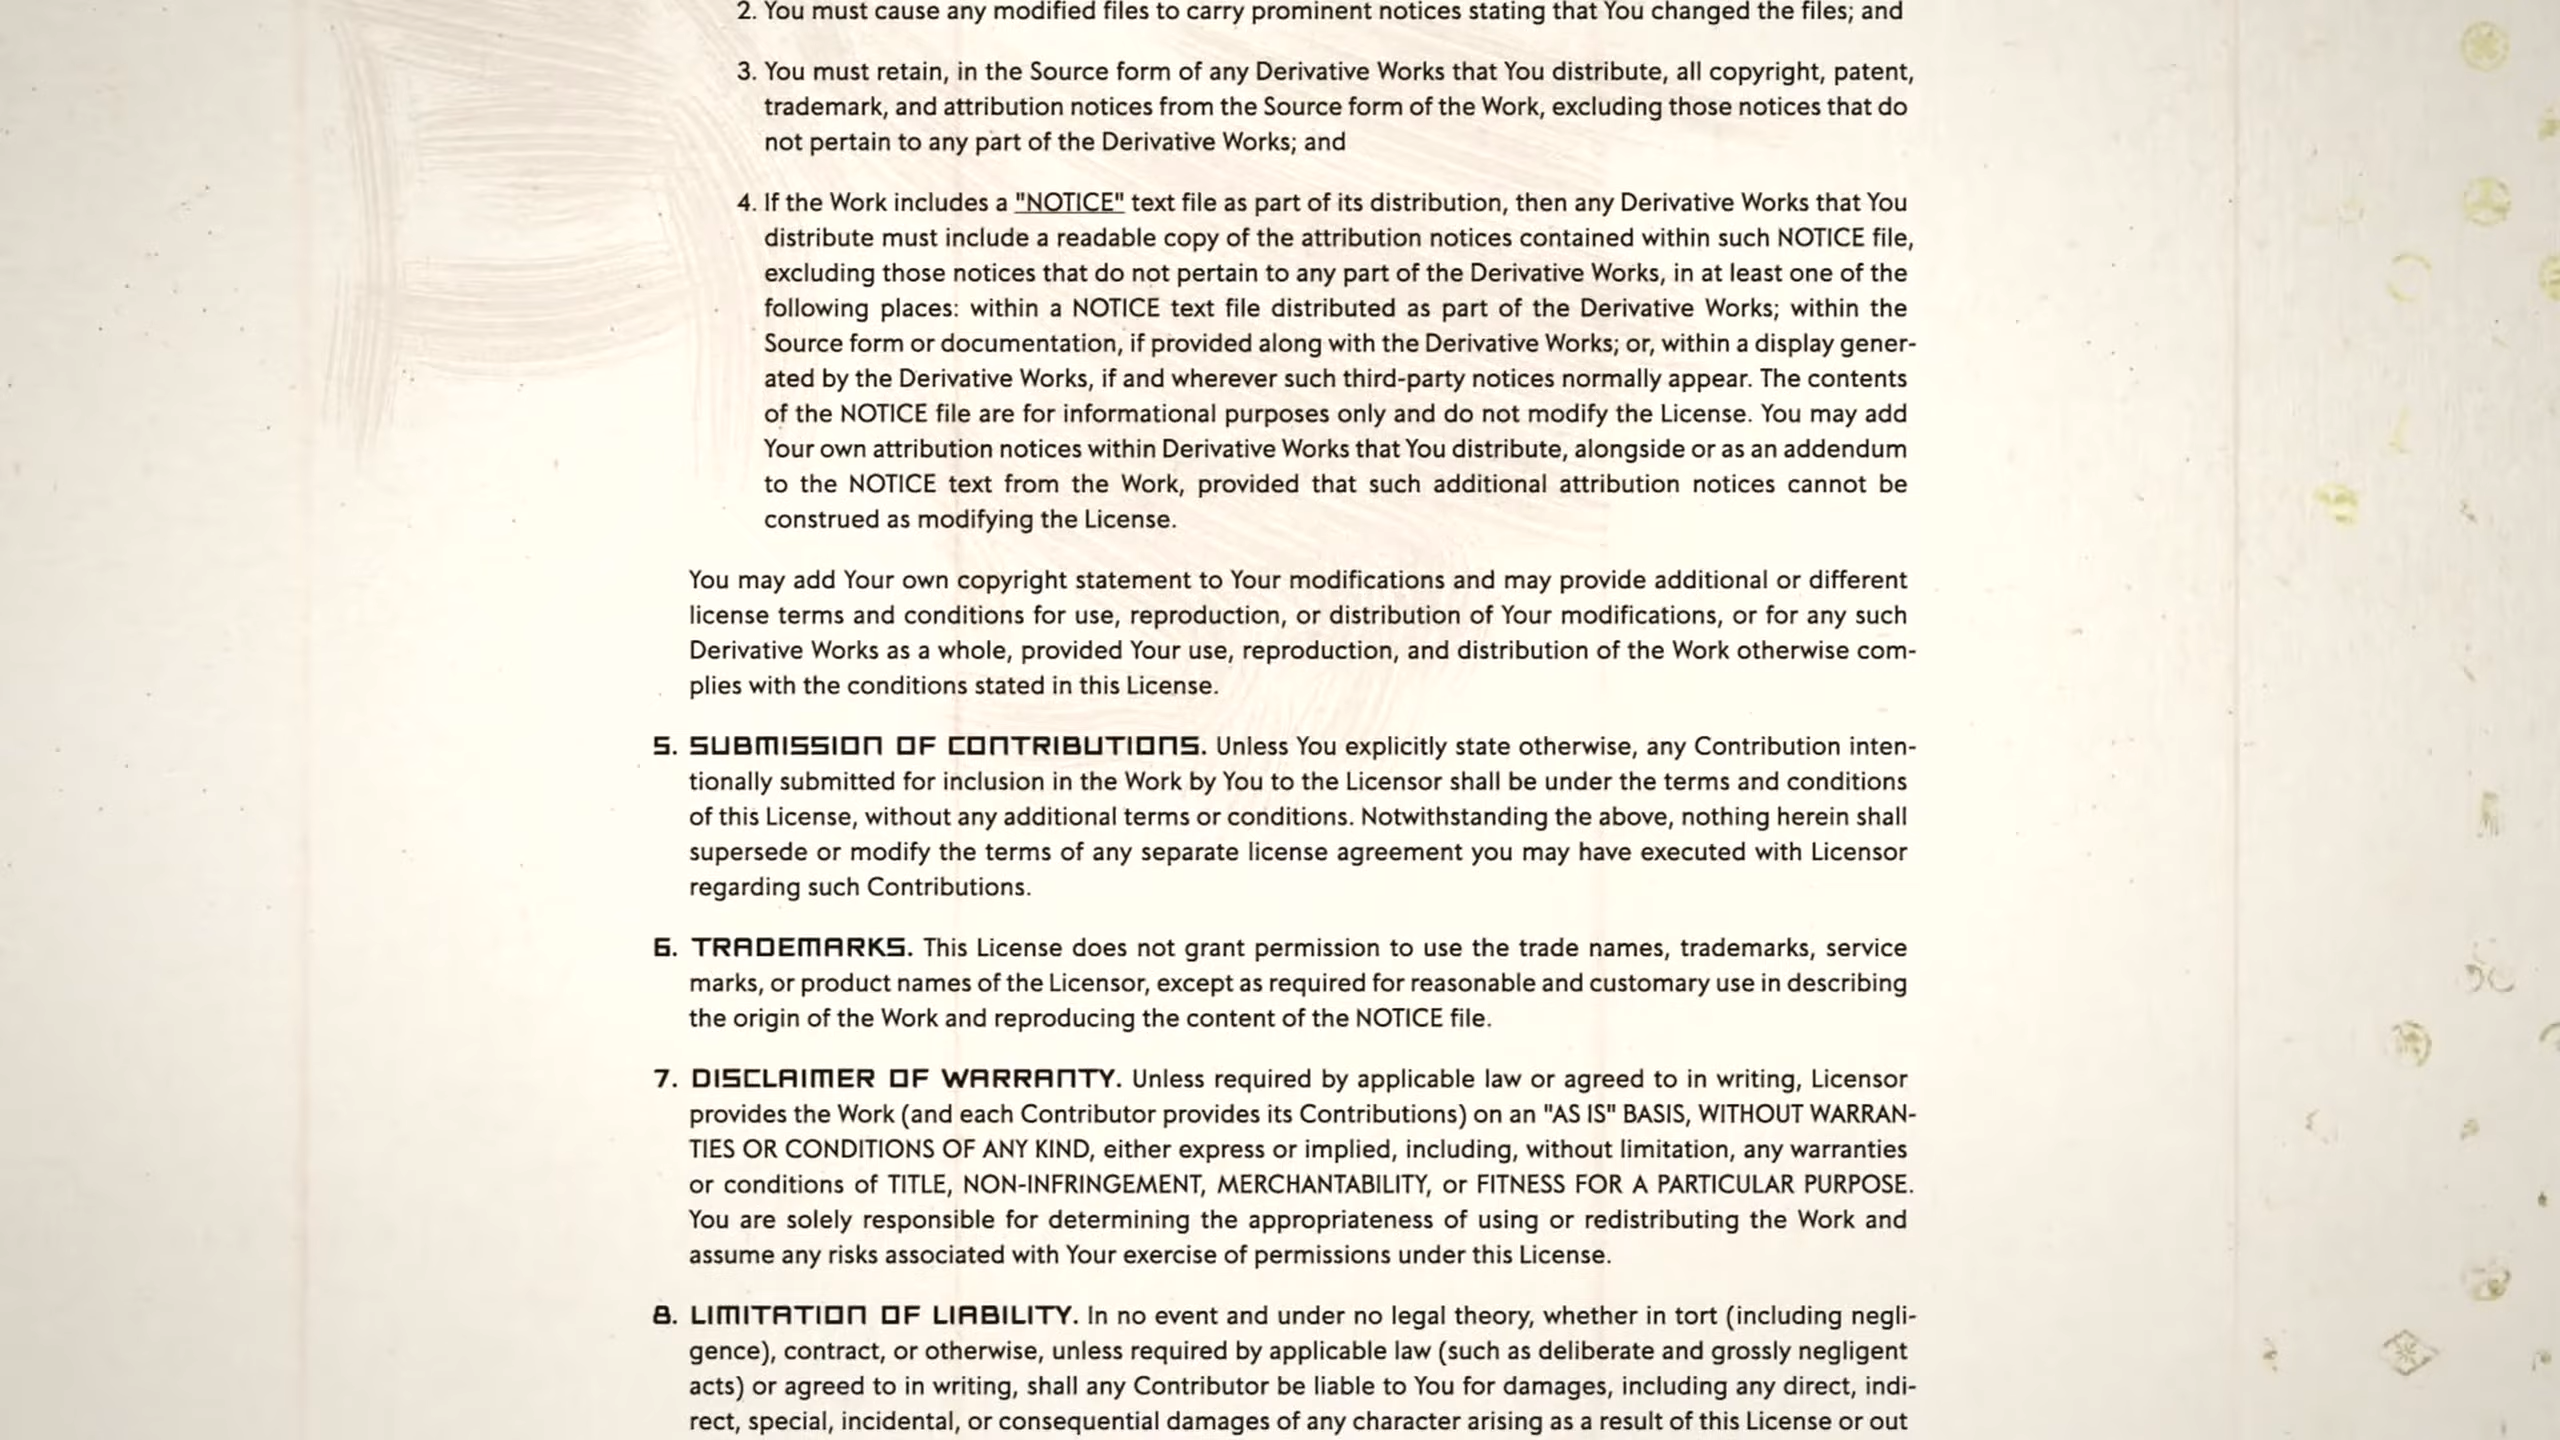 2. You must cause any modified files to carry prominent notices stating that You changed the files; and
3. You must retain, in the Source form of any Derivative Works that You distribute, all copyright, patent,
trademark, and attribution notices from the Source form of the Work, excluding those notices that do
not pertain to any part of the Derivative Works; and
4. If the Work includes a "NOTICE" text file as part of its distribution, then any Derivative Works that You
distribute must include a readable copy of the attribution notices contained within such NOTICE file,
excluding those notices that do not pertain to any part of the Derivative Works, in at least one of the
following places: within a NOTICE text file distributed as part of the Derivative Works; within the
Source form or documentation, if provided along with the Derivative Works; or, within a display gener-
ated by the Derivative Works, if and wherever such third-party notices normally appear. The contents
of the NOTICE file are for informational purposes only and do not modify the License. You may add
Your own attribution notices within Derivative Works that You distribute, alongside or as an addendum
to the NOTICE text from the Work, provided that such additional attribution notices cannot be
construed as modifying the License.
You may add Your own copyright statement to Your modifications and may provide additional or different
license terms and conditions for use, reproduction, or distribution of Your modifications, or for any such
Derivative Works as a whole, provided Your use, reproduction, and distribution of the Work otherwise com-
plies with the conditions stated in this License.
5. SUBMISSION OF CONTRIBUTIONS. Unless You explicitly state otherwise, any Contribution inten-
tionally submitted for inclusion in the Work by You to the Licensor shall be under the terms and conditions
of this License, without any additional terms or conditions. Notwithstanding the above, nothing herein shall
supersede or modify the terms of any separate license agreement you may have executed with Licensor
regarding such Contributions.
6. TRADEMARKS. This License does not grant permission to use the trade names, trademarks, service
marks, or product names of the Licensor, except as required for reasonable and customary use in describing
the origin of the Work and reproducing the content of the NOTICE file.
7. DISCLAIMER OF WARRANTY. Unless required by applicable law or agreed to in writing, Licensor
provides the Work (and each Contributor provides its Contributions) on an "AS IS" BASIS, WITHOUT WARRAN-
TIES OR CONDITIONS OF ANY KIND, either express or implied, including, without limitation, any warranties
or conditions of TITLE, NON-INFRINGEMENT, MERCHANTABILITY, or FITNESS FOR A PARTICULAR PURPOSE.
You are solely responsible for determining the appropriateness of using or redistributing the Work and
assume any risks associated with Your exercise of permissions under this License.
8. LIMITATION OF LIABILITY. In no event and under no legal theory, whether in tort (including negli-
gence), contract, or otherwise, unless required by applicable law (such as deliberate and grossly negligent
acts) or agreed to in writing, shall any Contributor be liable to You for damages, including any direct, indi-
rect, special, incidental, or consequential damages of any character arising as a result of this License or out